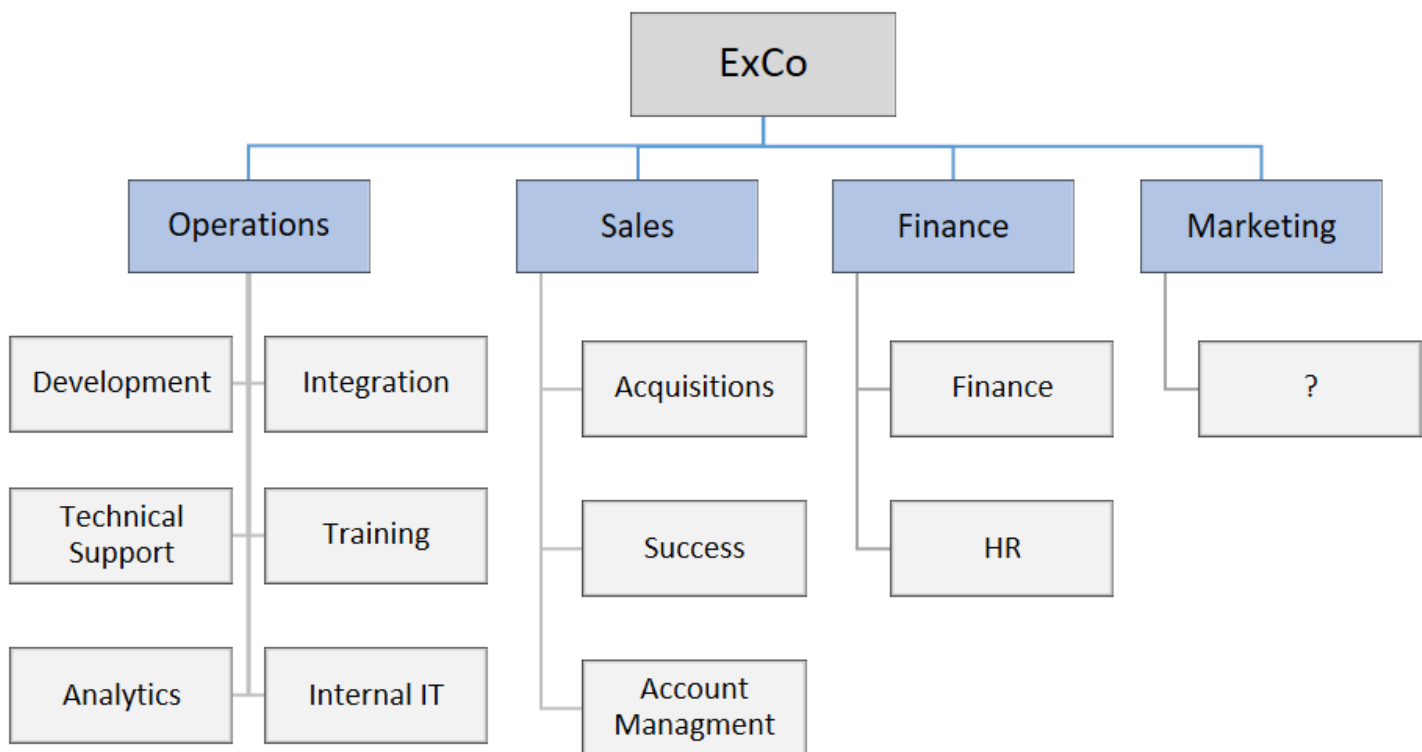 ExCo
Operations
Sales
Finance
Marketing
Development
Integration
Acquisitions
Finance
?
Technical
Support
Training
Success
HR
Analytics
Internal IT
Account
Managment